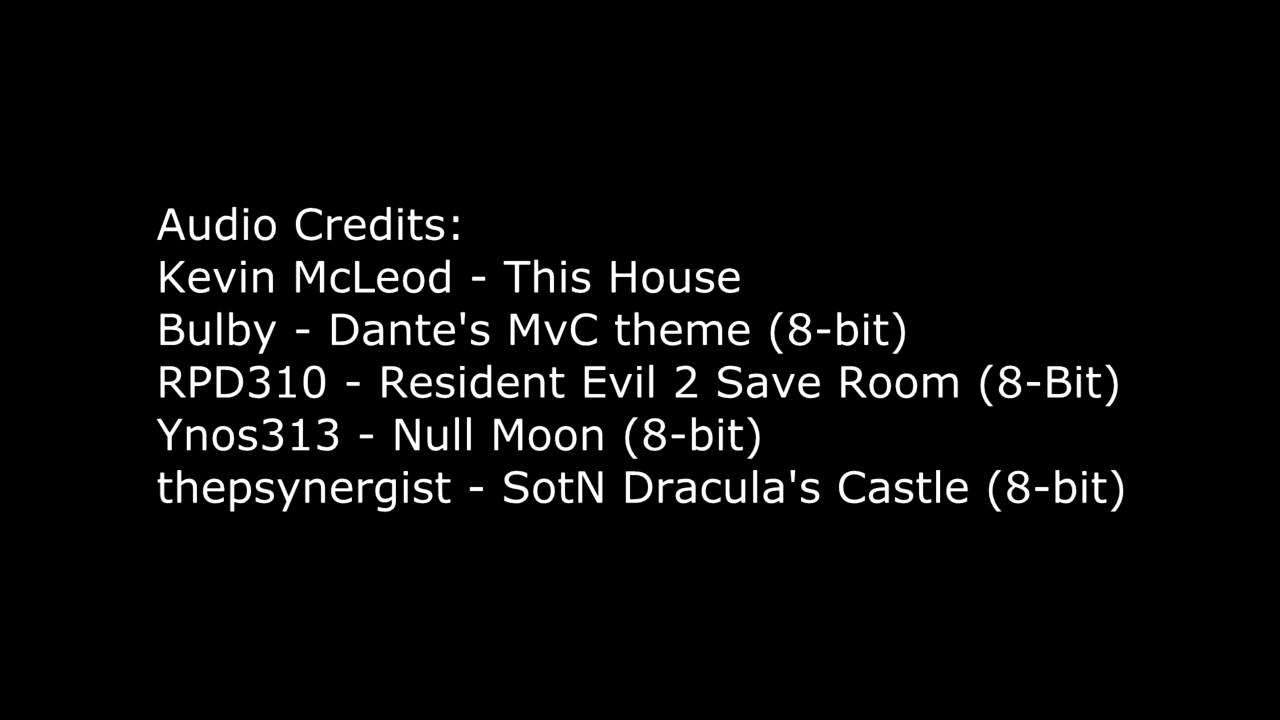 Audio Credits:
Kevin McLeod - This House
Bulby - Dante's MvC theme (8-bit)
RPD310 - Resident Evil 2 Save Room (8-Bit)
Ynos313 - Null Moon (8-bit)
thepsynergist - SotN Dracula's Castle (8-bit)